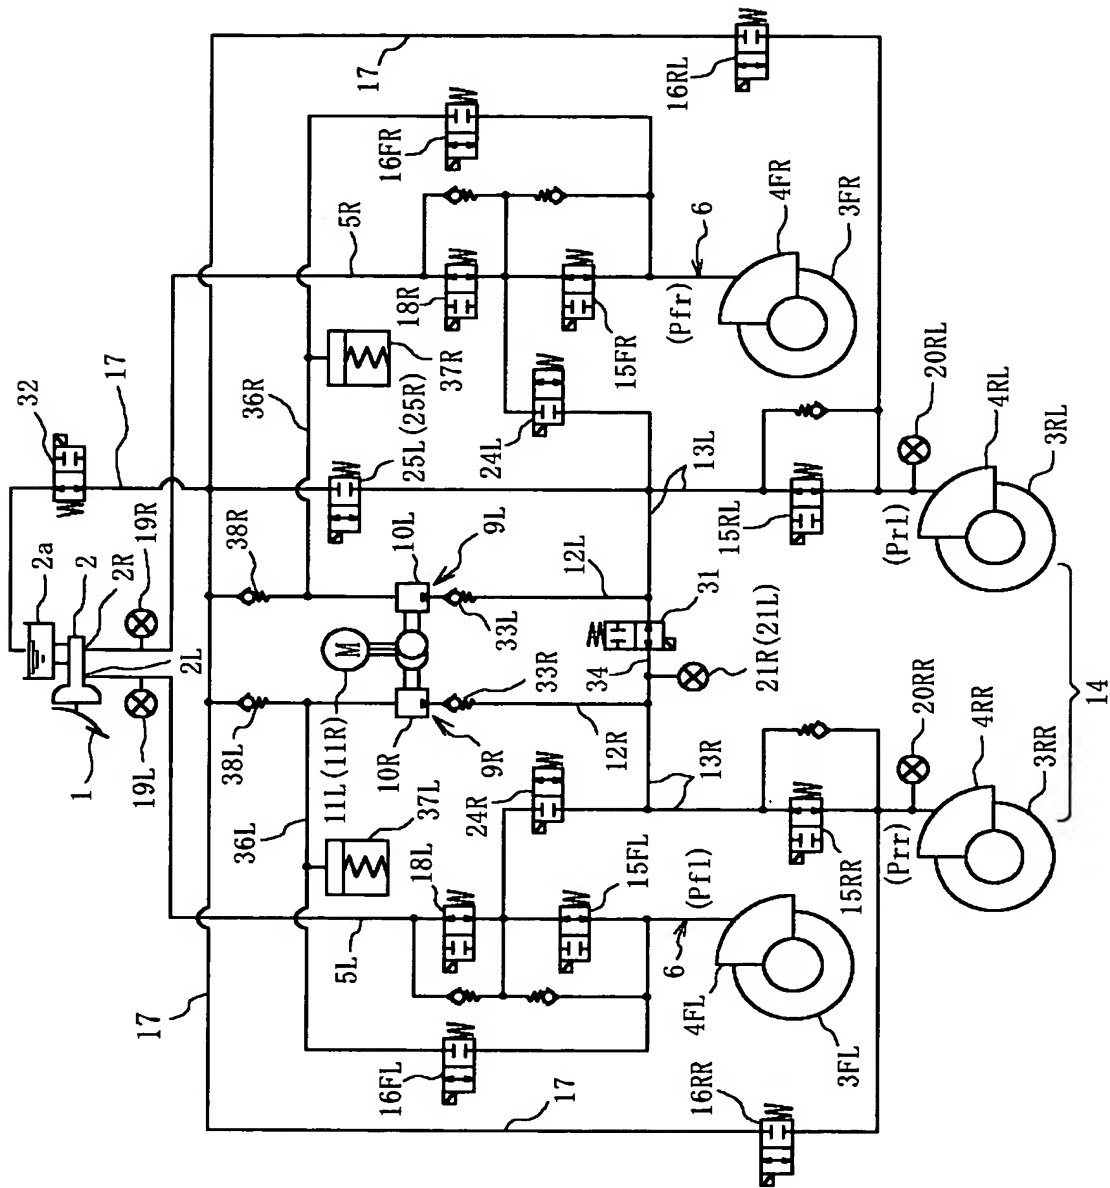 17
16RL
16FR
5R
18R
15FR
6
(Pfr)
4FR
3FR
36R
37R
25L(25R)
24L
32
17
13L
15RL
(Prl)
20RL
4RL
3RL
38R
10L
9L
12L
31
33L
2a
2
2R
19R
2L
M
34
21R(21L)
33R
14
1
19L
38L
11L(11R)
10R
9R
12R
13R
20RR
4RR
3RR
36L
37L
24R
18L
15FL
15RR
(Prr)
5L
6
(Pfl)
4FL
3FL
17
16FL
17
16RR